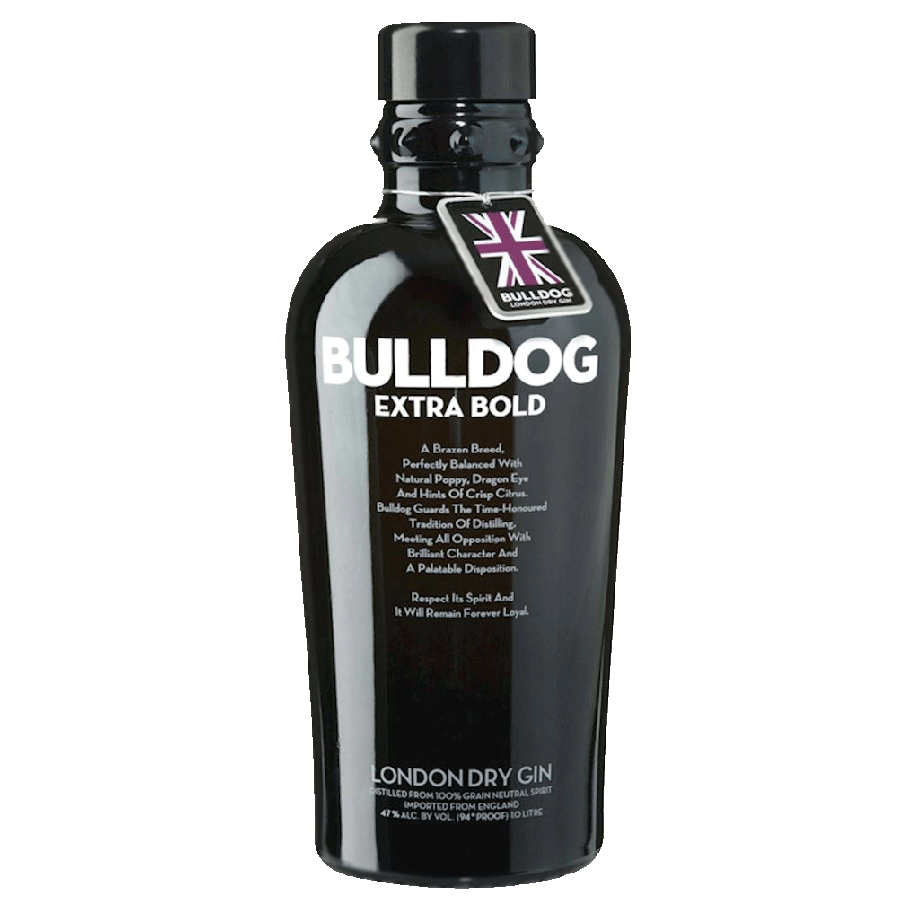 BULLDOG
LONDON DRY GIN
BULLDOG
EXTRA BOLD
A Brazen Breed,
Perfectly Balanced With
Natural Poppy, Dragon Eye
And Hints Of Crisp Citrus.
Bulldog Guards The Time-Honoured
Tradition Of Distilling,
Meeting All Opposition With
Brilliant Character And
A Palatable Disposition.
Respect Its Spirit And
It Will Remain Forever Loyal.
LONDON DRY GIN
DISTILLED FROM 100% GRAIN NEUTRAL SPIRIT
IMPORTED FROM ENGLAND
47% ALC. BY VOL. (94° PROOF) 1.0 LITRE